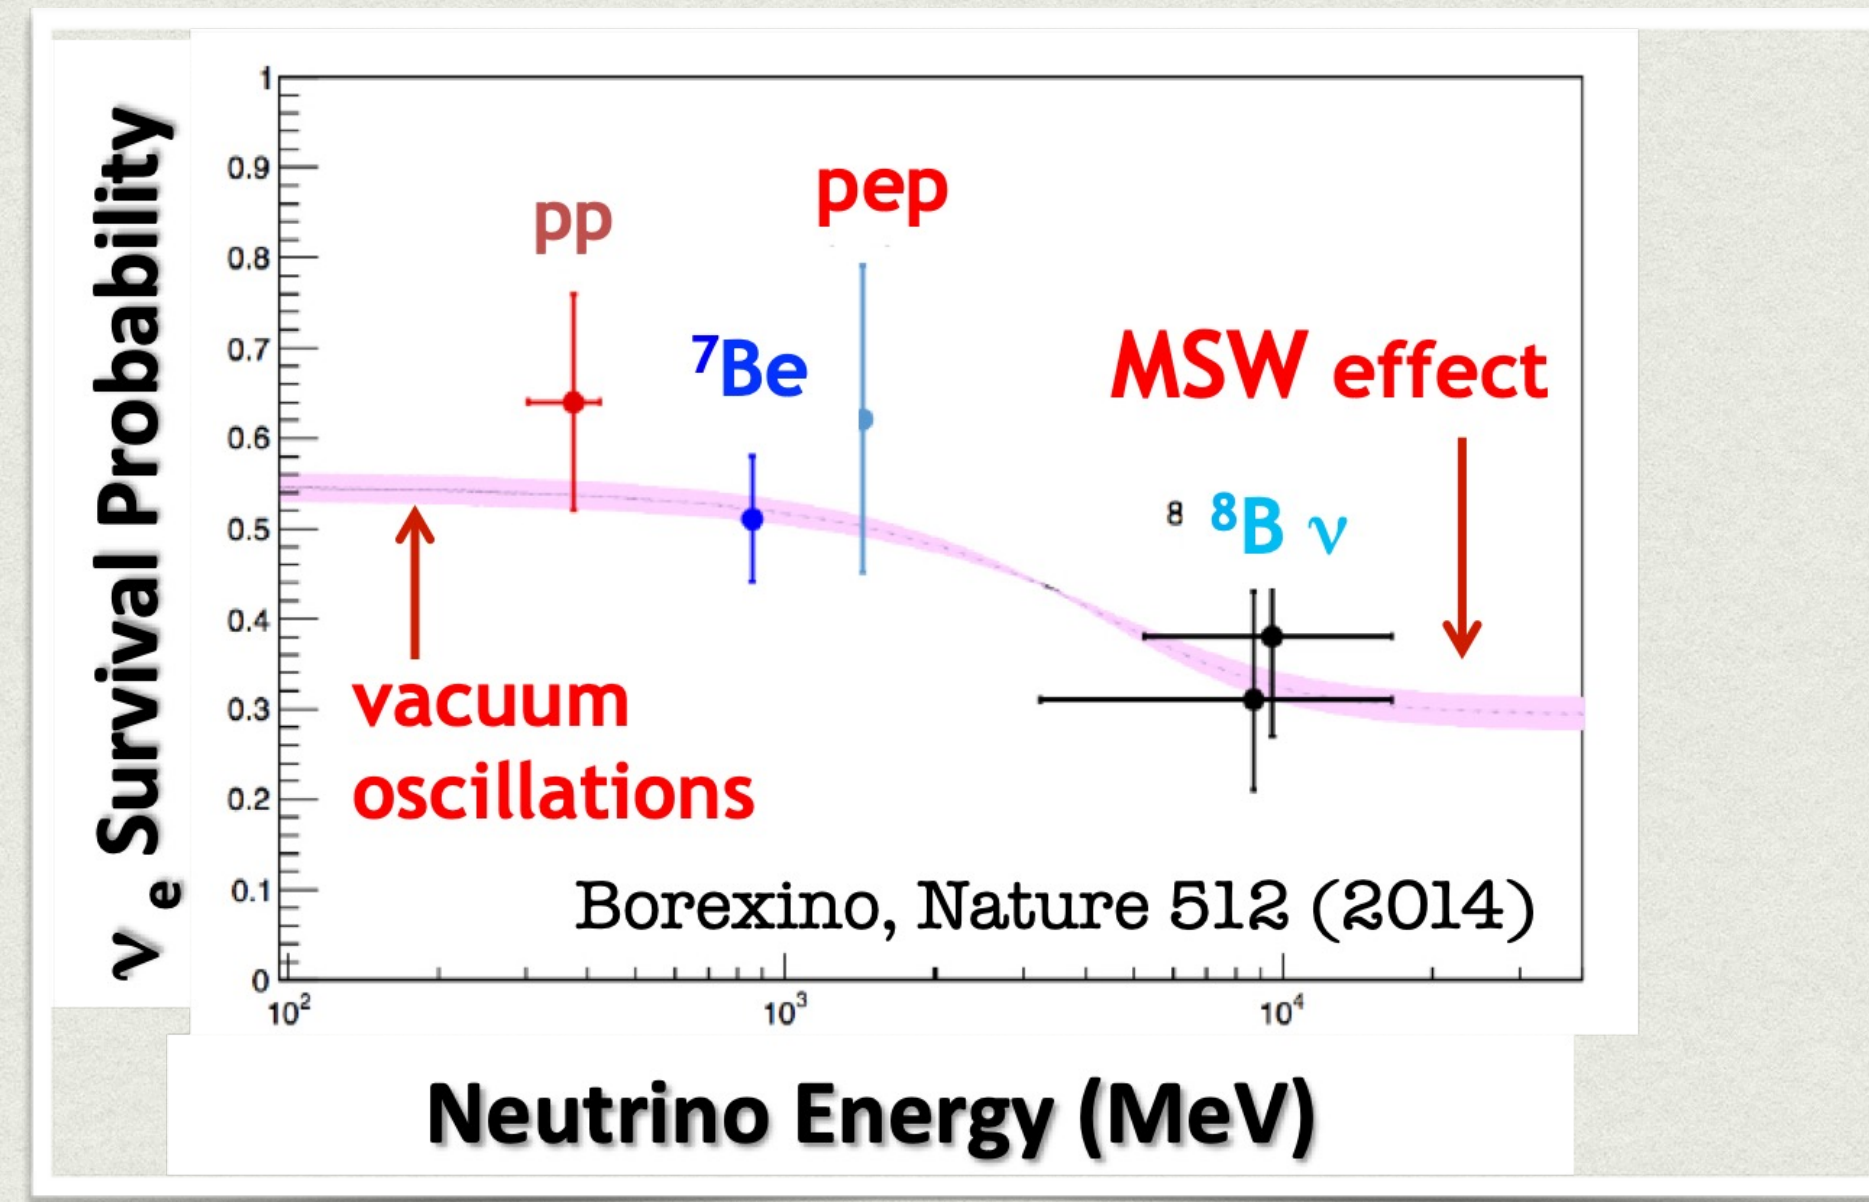 ν e Survival Probability
1
0.9
0.8
0.7
0.6
0.5
0.4
0.3
0.2
0.1
0
pp
pep
⁷Be
MSW effect
8 ⁸B ν
vacuum
oscillations
Borexino, Nature 512 (2014)
10² 10³ 10⁴
Neutrino Energy (MeV)